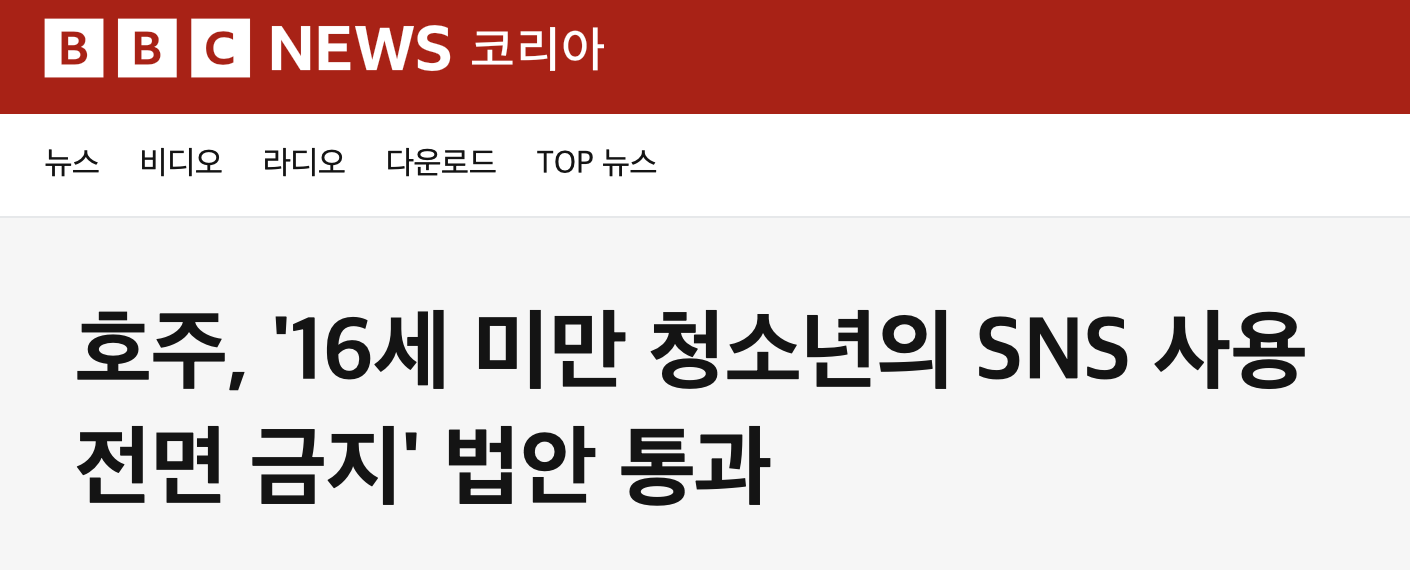 BBC NEWS 코리아
뉴스 비디오 라디오 다운로드 TOP 뉴스
호주, '16세 미만 청소년의 SNS 사용
전면 금지' 법안 통과